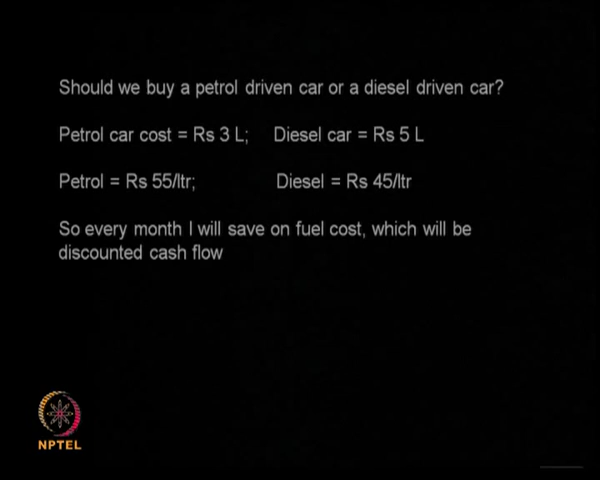 Should we buy a petrol driven car or a diesel driven car?
Petrol car cost = Rs 3 L; Diesel car = Rs 5 L
Petrol = Rs 55/ltr; Diesel = Rs 45/ltr
So every month I will save on fuel cost, which will be
discounted cash flow
NPTEL